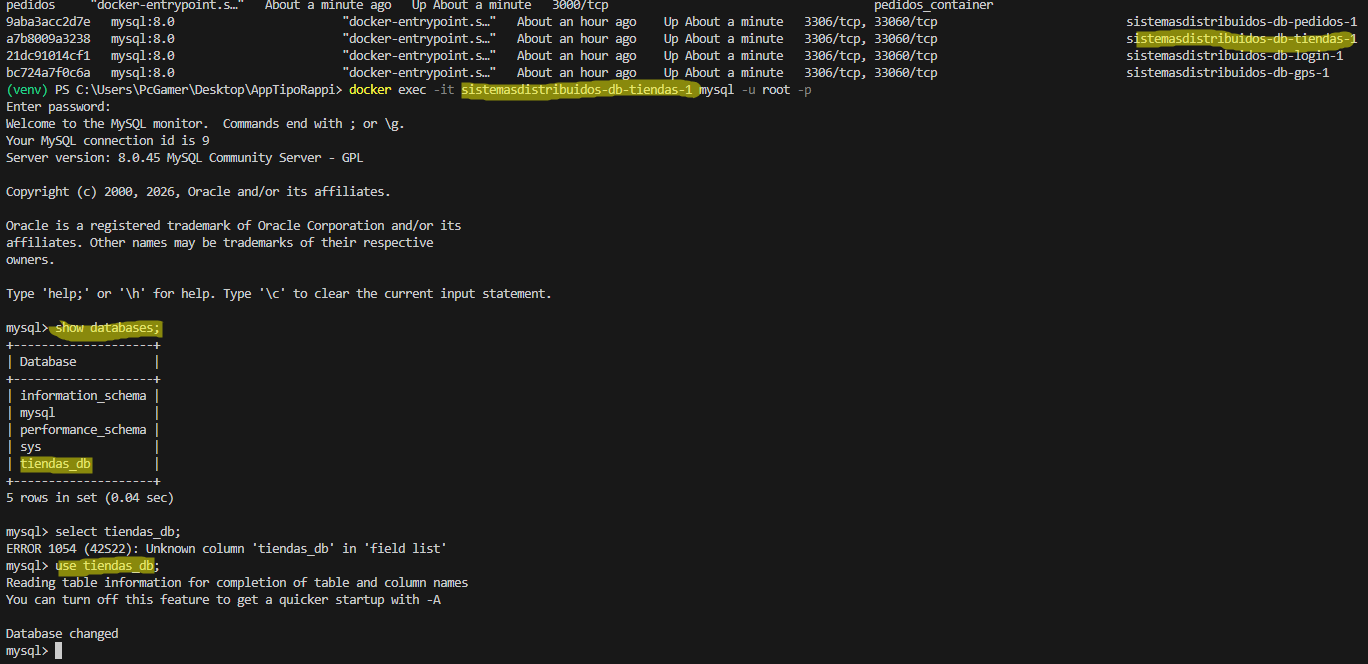 pedidos "docker-entrypoint.s…" About a minute ago Up About a minute 3000/tcp pedidos_container
9aba3acc2d7e mysql:8.0 "docker-entrypoint.s…" About an hour ago Up About a minute 3306/tcp, 33060/tcp sistemasdistribuidos-db-pedidos-1
a7b8009a3238 mysql:8.0 "docker-entrypoint.s…" About an hour ago Up About a minute 3306/tcp, 33060/tcp sistemasdistribuidos-db-tiendas-1
21dc91014cf1 mysql:8.0 "docker-entrypoint.s…" About an hour ago Up About a minute 3306/tcp, 33060/tcp sistemasdistribuidos-db-login-1
bc724a7f0c6a mysql:8.0 "docker-entrypoint.s…" About an hour ago Up About a minute 3306/tcp, 33060/tcp sistemasdistribuidos-db-gps-1
(venv) PS C:\Users\PcGamer\Desktop\AppTipoRappi> docker exec -it sistemasdistribuidos-db-tiendas-1 mysql -u root -p
Enter password:
Welcome to the MySQL monitor.  Commands end with ; or \g.
Your MySQL connection id is 9
Server version: 8.0.45 MySQL Community Server - GPL
Copyright (c) 2000, 2026, Oracle and/or its affiliates.
Oracle is a registered trademark of Oracle Corporation and/or its
affiliates. Other names may be trademarks of their respective
owners.
Type 'help;' or '\h' for help. Type '\c' to clear the current input statement.
mysql> show databases;
+--------------------+
| Database           |
+--------------------+
| information_schema |
| mysql              |
| performance_schema |
| sys                |
| tiendas_db         |
+--------------------+
5 rows in set (0.04 sec)
mysql> select tiendas_db;
ERROR 1054 (42S22): Unknown column 'tiendas_db' in 'field list'
mysql> use tiendas_db;
Reading table information for completion of table and column names
You can turn off this feature to get a quicker startup with -A
Database changed
mysql>